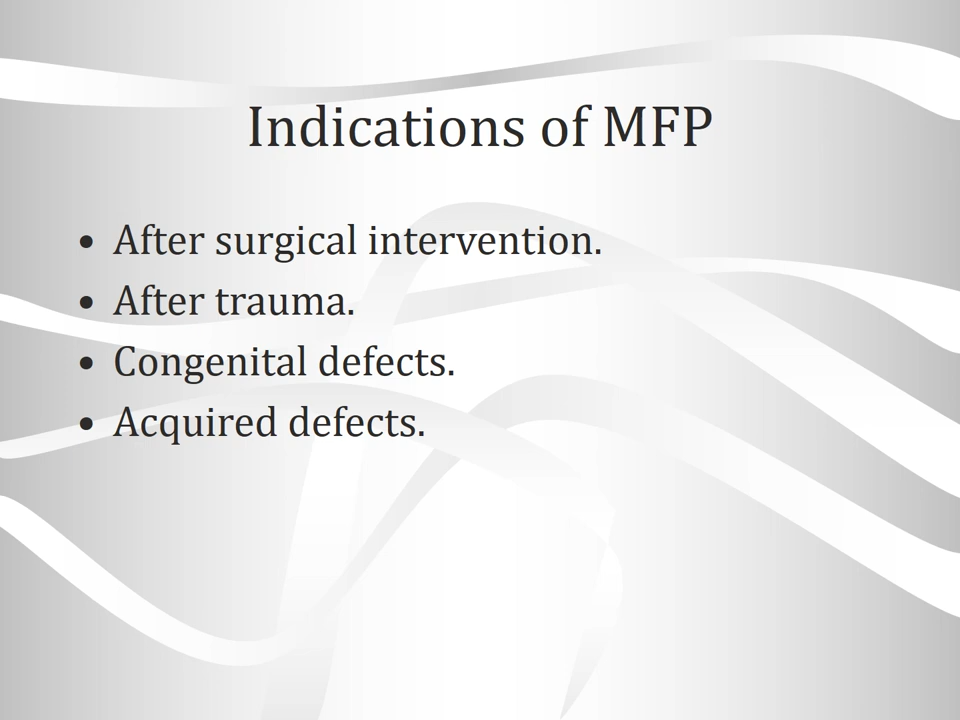 Indications of MFP
• After surgical intervention.
• After trauma.
• Congenital defects.
• Acquired defects.